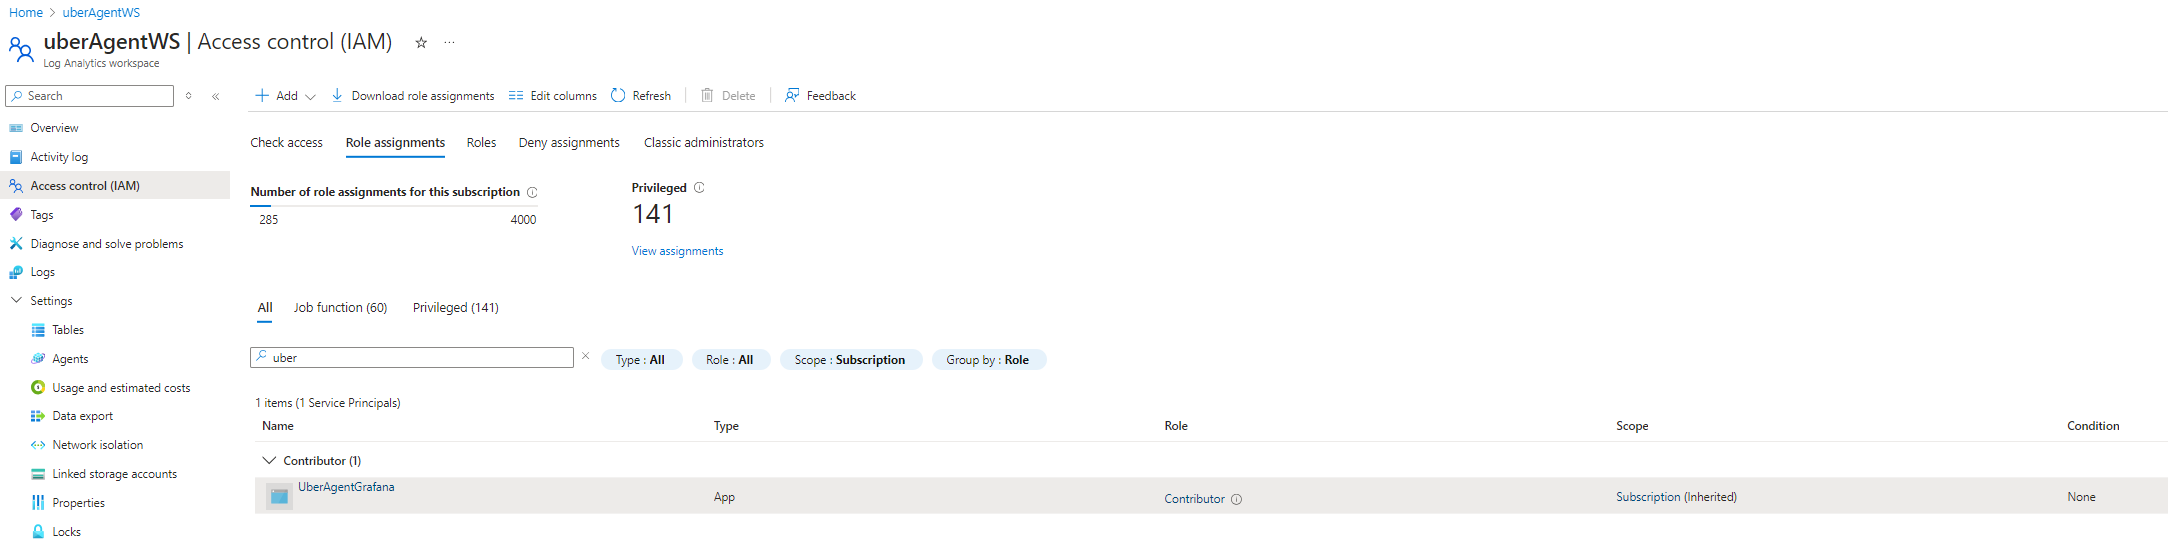 Home > uberAgentWS
uberAgentWS | Access control (IAM) ☆ ...
Log Analytics workspace
Search
Overview
Activity log
Access control (IAM)
Tags
Diagnose and solve problems
Logs
Settings
Tables
Agents
Usage and estimated costs
Data export
Network isolation
Linked storage accounts
Properties
Locks
Add Download role assignments Edit columns Refresh Delete Feedback
Check access Role assignments Roles Deny assignments Classic administrators
Number of role assignments for this subscription
285 4000
Privileged
141
View assignments
All Job function (60) Privileged (141)
uber
Type : All Role : All Scope : Subscription Group by : Role
1 items (1 Service Principals)
Name Type Role Scope Condition
Contributor (1)
UberAgentGrafana App Contributor Subscription (Inherited) None